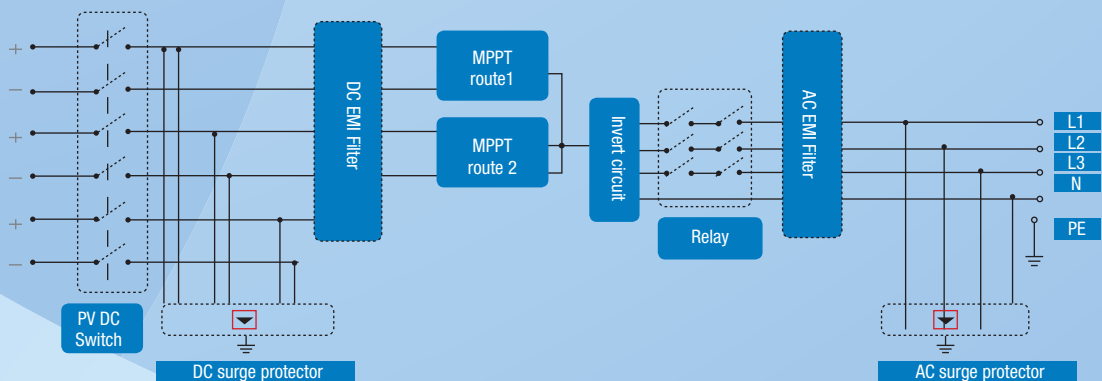 +
−
+
−
+
−
PV DC
Switch
DC surge protector
DC EMI Filter
MPPT
route1
MPPT
route 2
Invert circuit
Relay
AC EMI Filter
L1
L2
L3
N
PE
AC surge protector